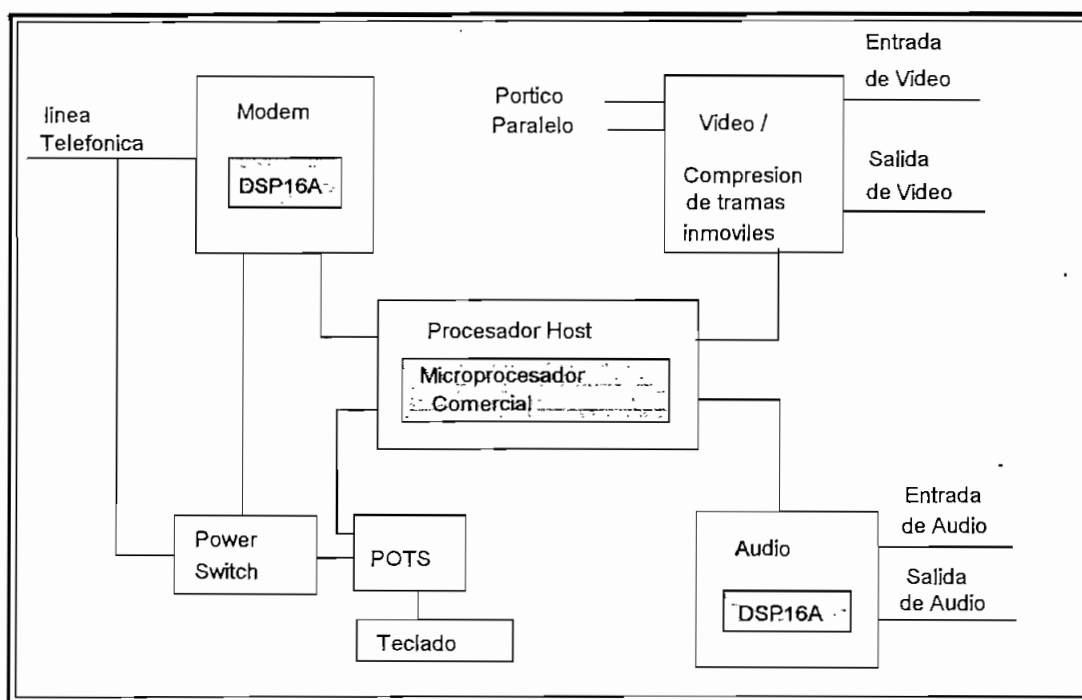 linea
Telefonica
Modem
DSP16A
Portico
Paralelo
Video /
Compresion
de tramas
inmoviles
Entrada
de Video
Salida
de Video
Procesador Host
Microprocesador
Comercial
Power
Switch
POTS
Teclado
Audio
DSP16A
Entrada
de Audio
Salida
de Audio